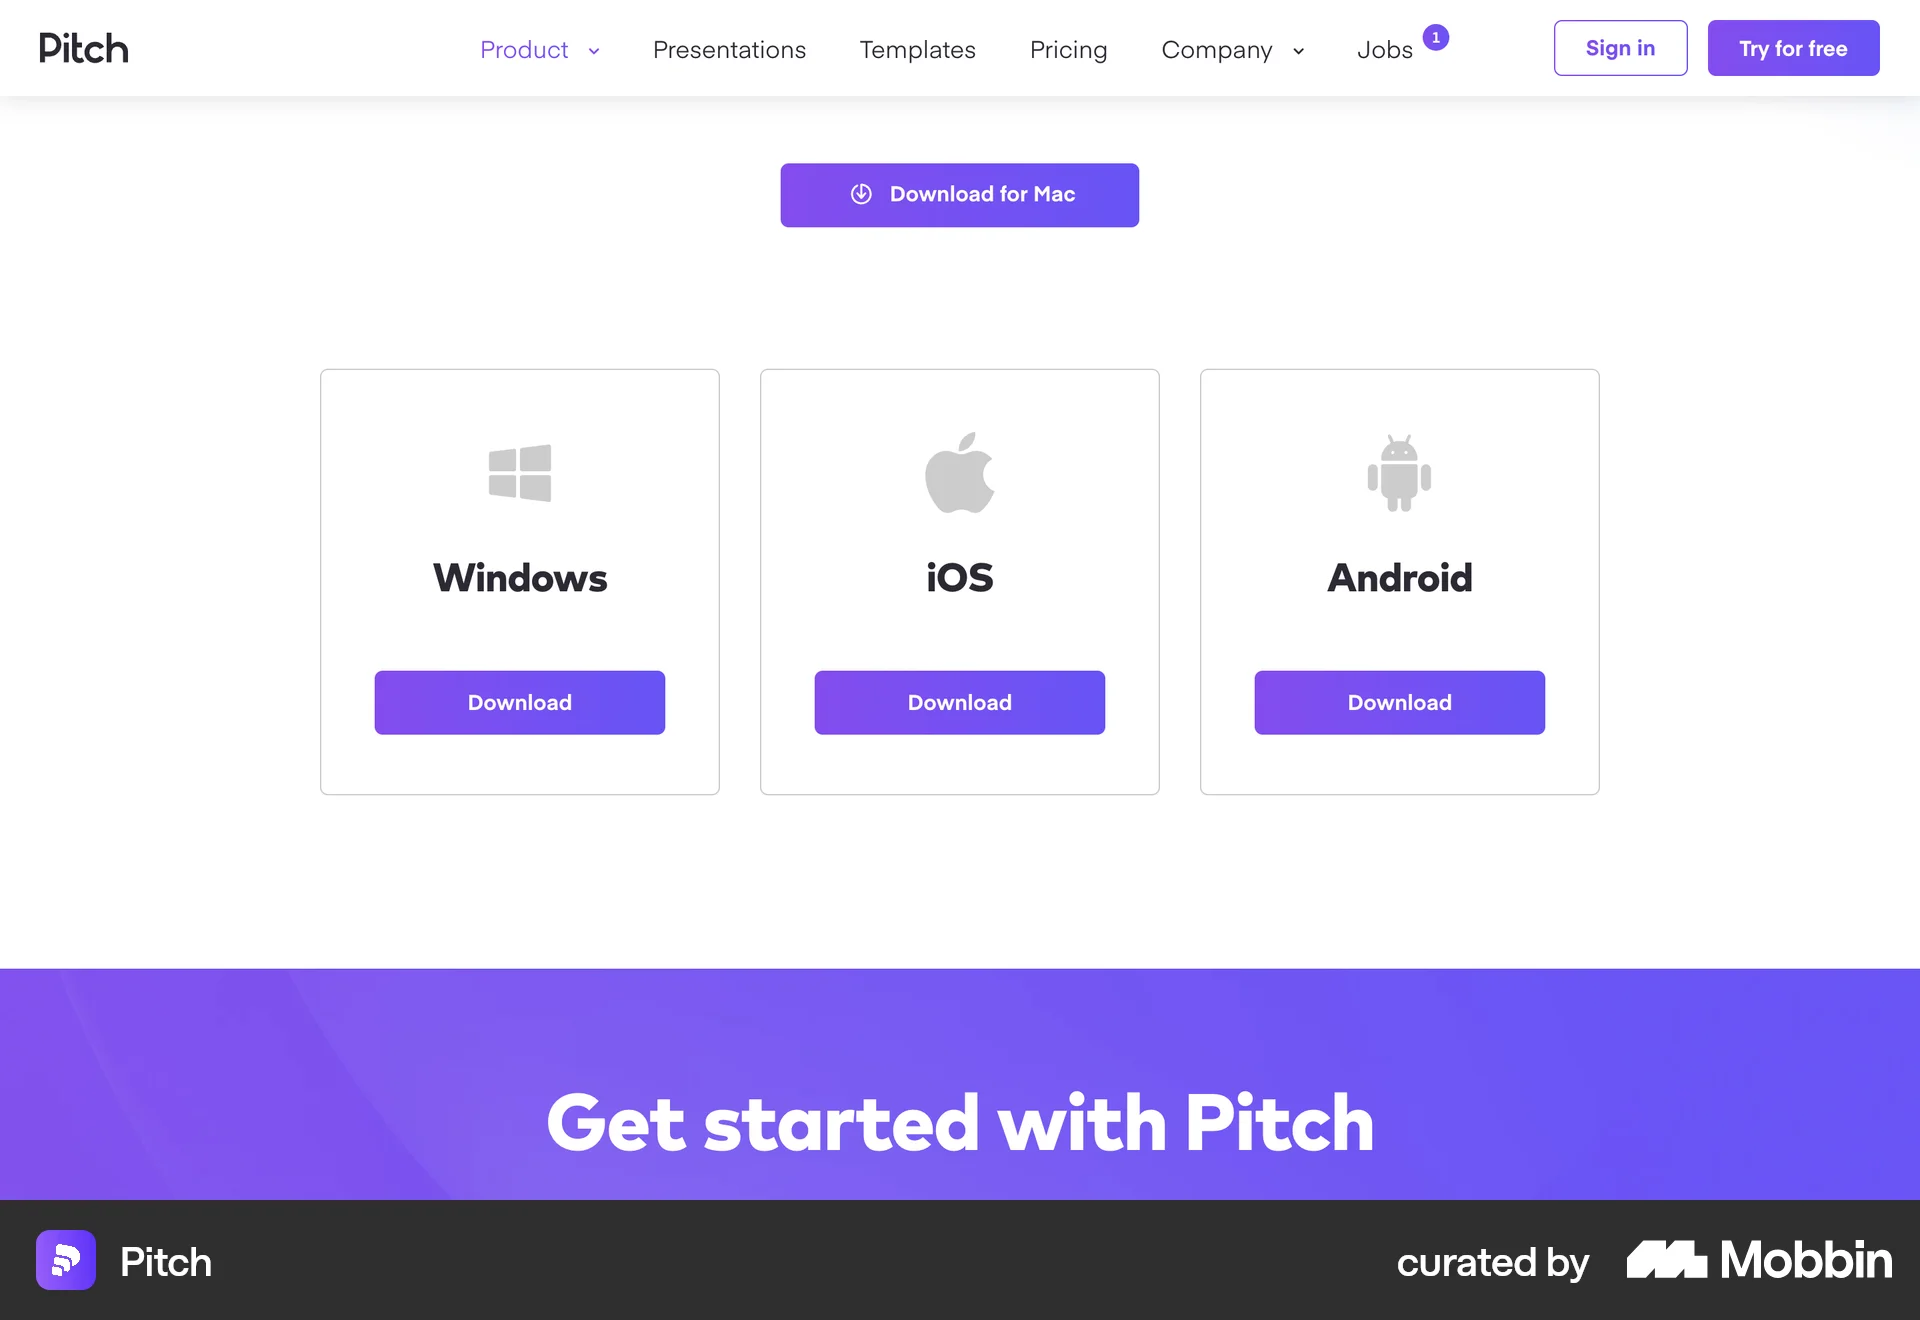 Pitch
Product
Presentations
Templates
Pricing
Company
Jobs
1
Sign in
Try for free
Download for Mac
Windows
iOS
Android
Download
Download
Download
Get started with Pitch
Pitch
curated by
Mobbin